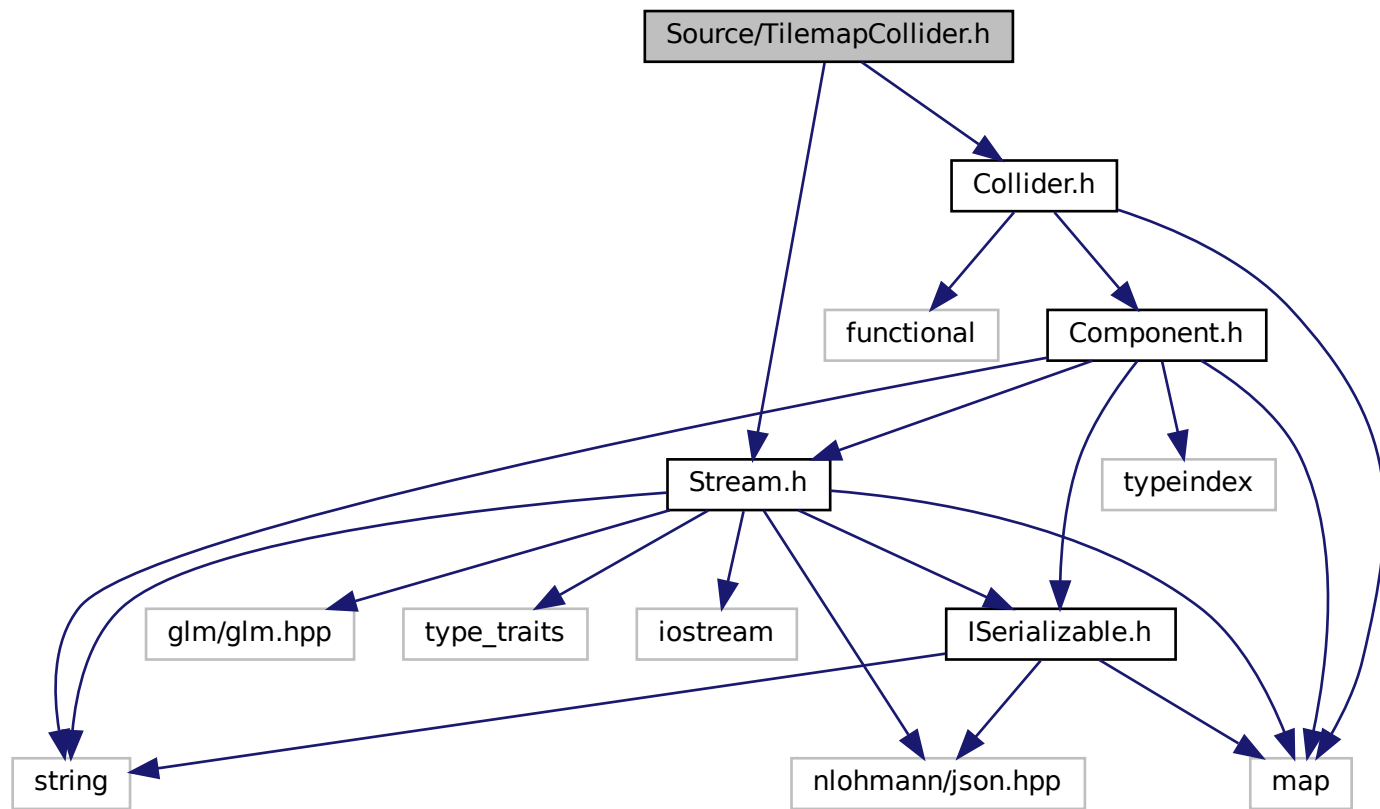 Source/TilemapCollider.h
Collider.h
functional
Component.h
Stream.h
typeindex
glm/glm.hpp
type_traits
iostream
ISerializable.h
string
nlohmann/json.hpp
map